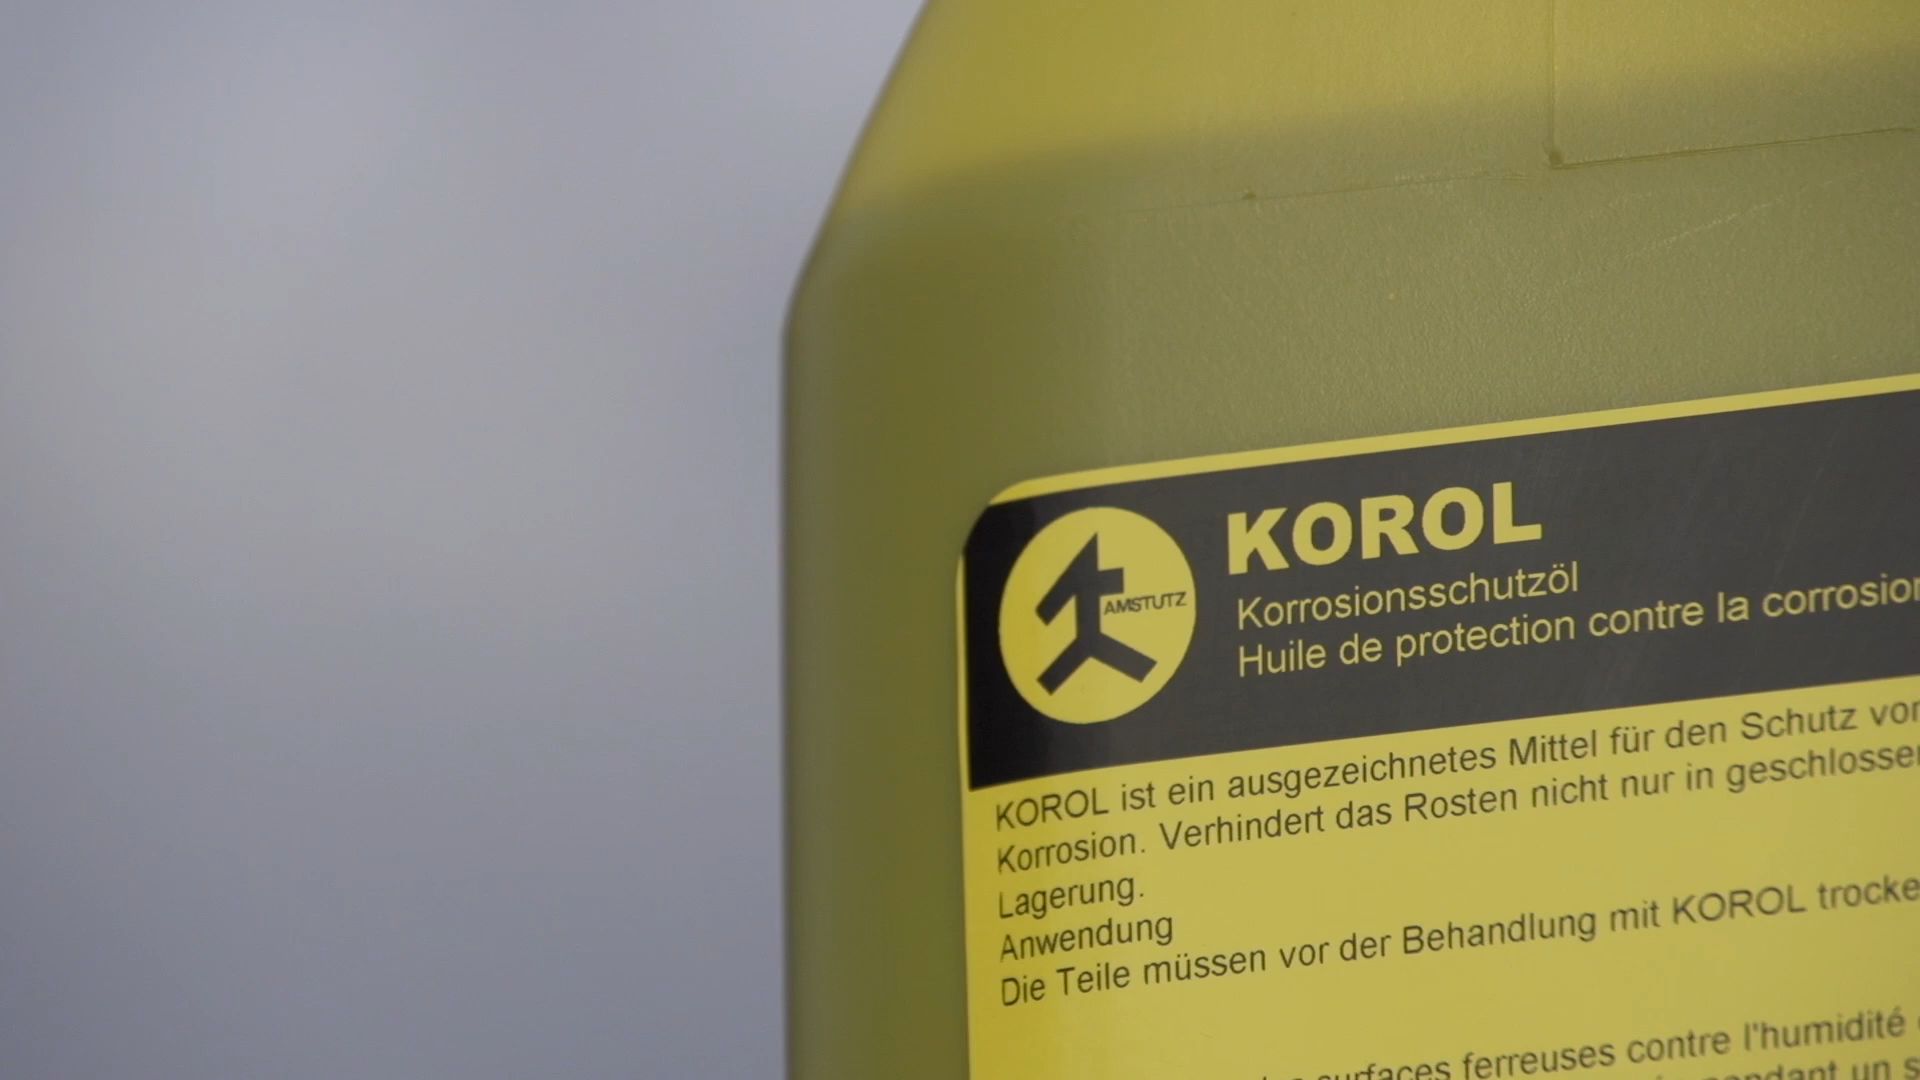 AMSTUTZ
KOROL
Korrosionsschutzöl
Huile de protection contre la corrosion
KOROL ist ein ausgezeichnetes Mittel für den Schutz vor
Korrosion. Verhindert das Rosten nicht nur in geschlossen
Lagerung.
Anwendung
Die Teile müssen vor der Behandlung mit KOROL trocke
surfaces ferreuses contre l'humidité
pendant un